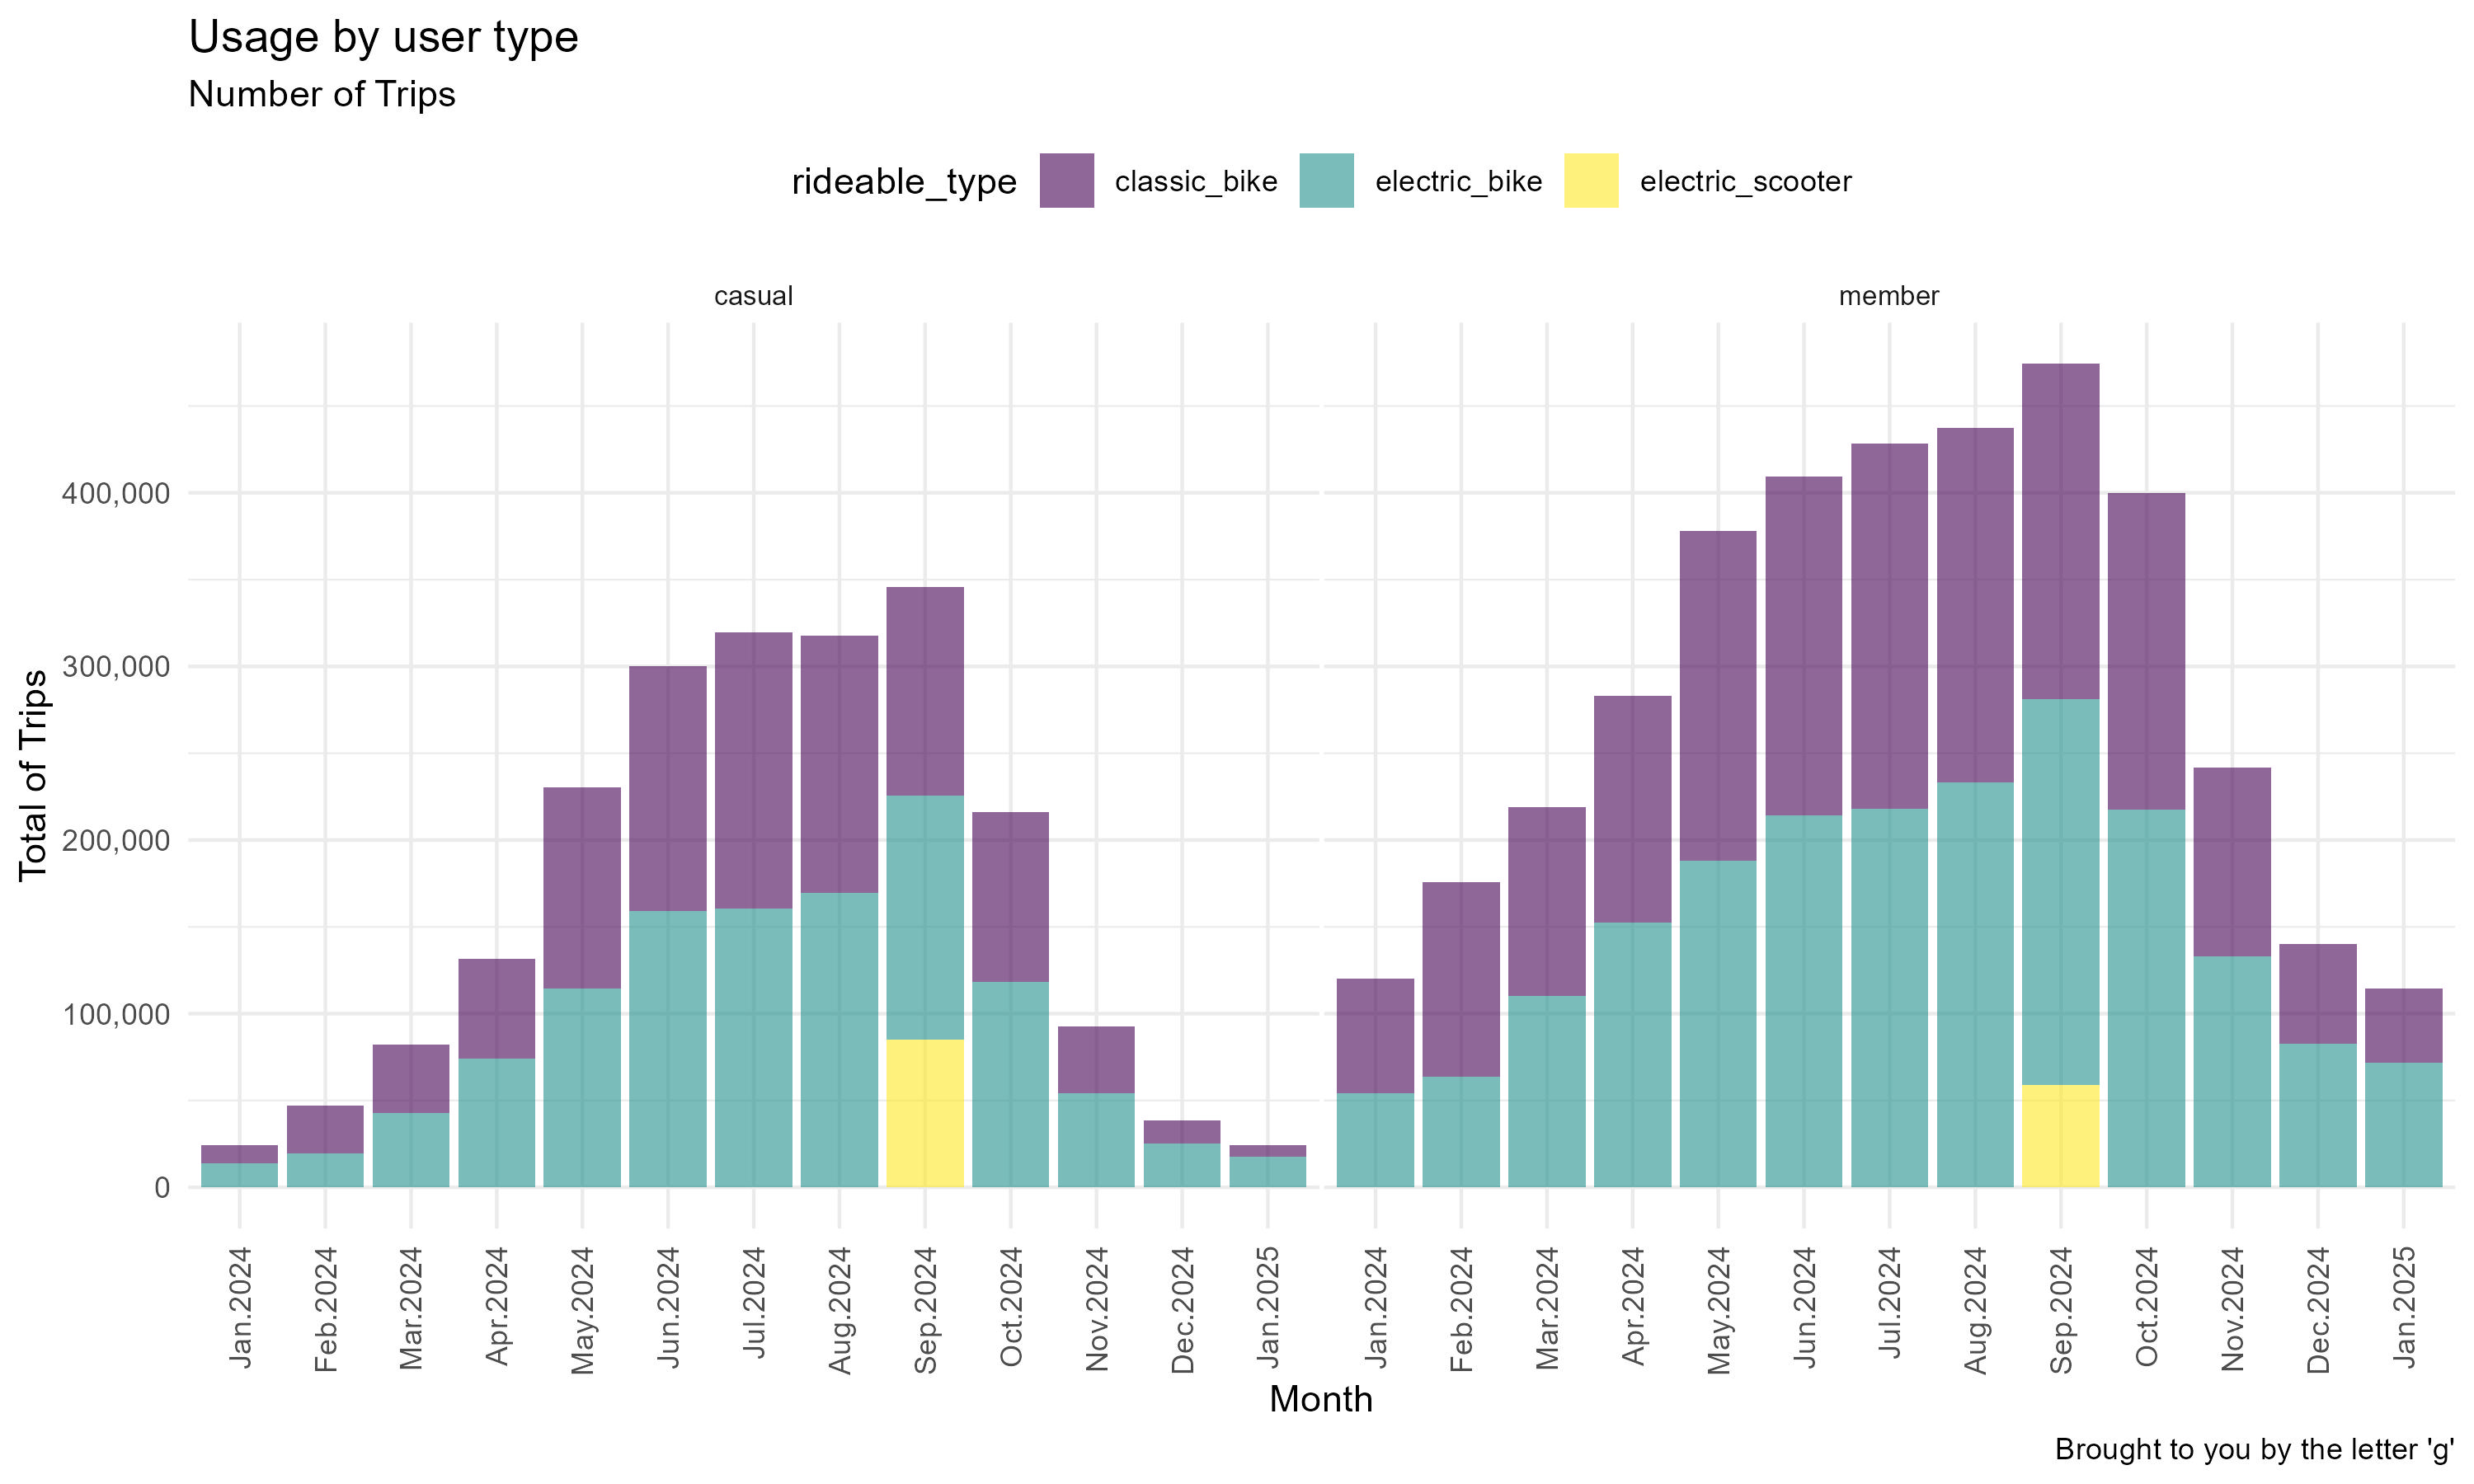 Usage by user type
Number of Trips
rideable_type classic_bike electric_bike electric_scooter
casual member
Total of Trips
400,000
300,000
200,000
100,000
0
Jan.2024 Feb.2024 Mar.2024 Apr.2024 May.2024 Jun.2024 Jul.2024 Aug.2024 Sep.2024 Oct.2024 Nov.2024 Dec.2024 Jan.2025 Jan.2024 Feb.2024 Mar.2024 Apr.2024 May.2024 Jun.2024 Jul.2024 Aug.2024 Sep.2024 Oct.2024 Nov.2024 Dec.2024 Jan.2025
Month
Brought to you by the letter 'g'